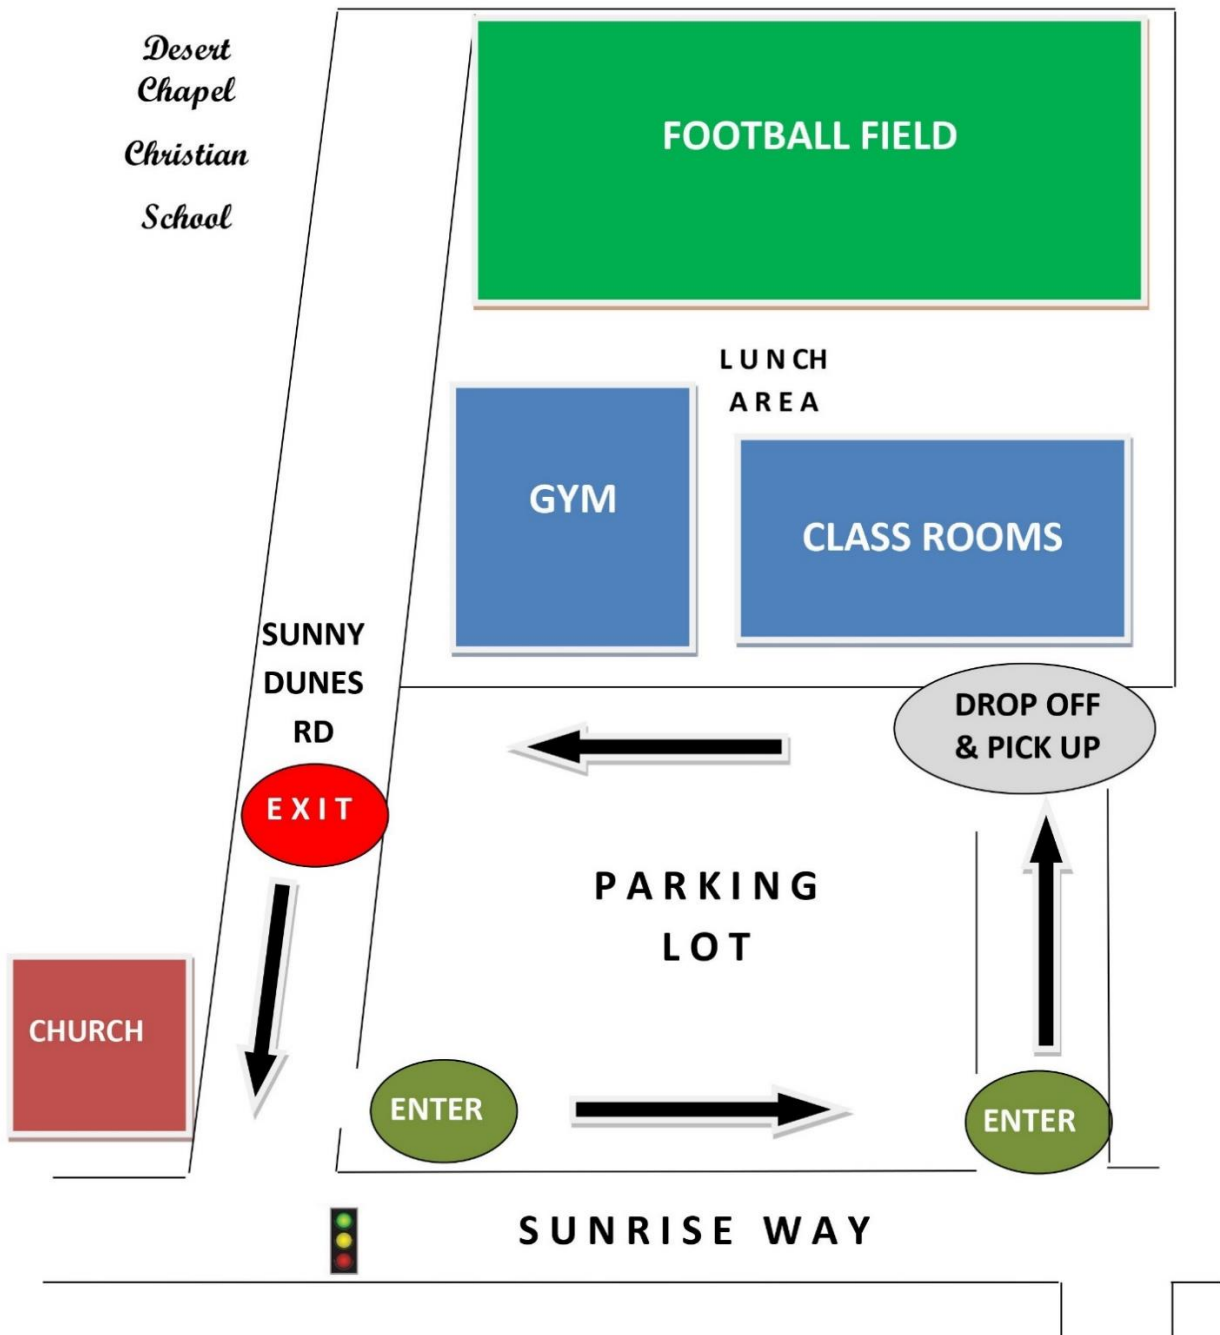 Desert
Chapel
Christian
School
FOOTBALL FIELD
LUNCH
AREA
GYM
CLASS ROOMS
SUNNY
DUNES
RD
DROP OFF
& PICK UP
EXIT
PARKING
LOT
CHURCH
ENTER
ENTER
SUNRISE WAY